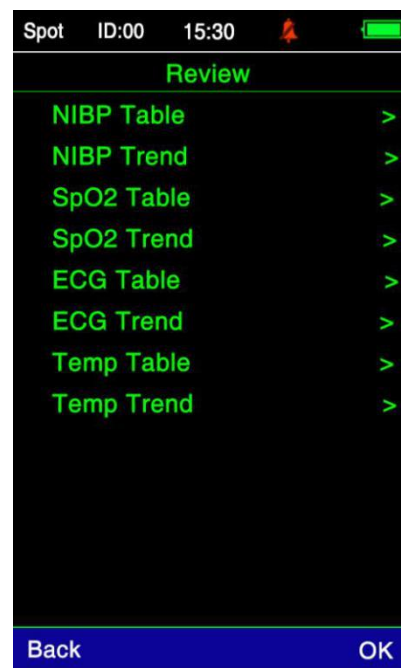 Spot ID:00 15:30
Review
NIBP Table >
NIBP Trend >
SpO2 Table >
SpO2 Trend >
ECG Table >
ECG Trend >
Temp Table >
Temp Trend >
Back OK